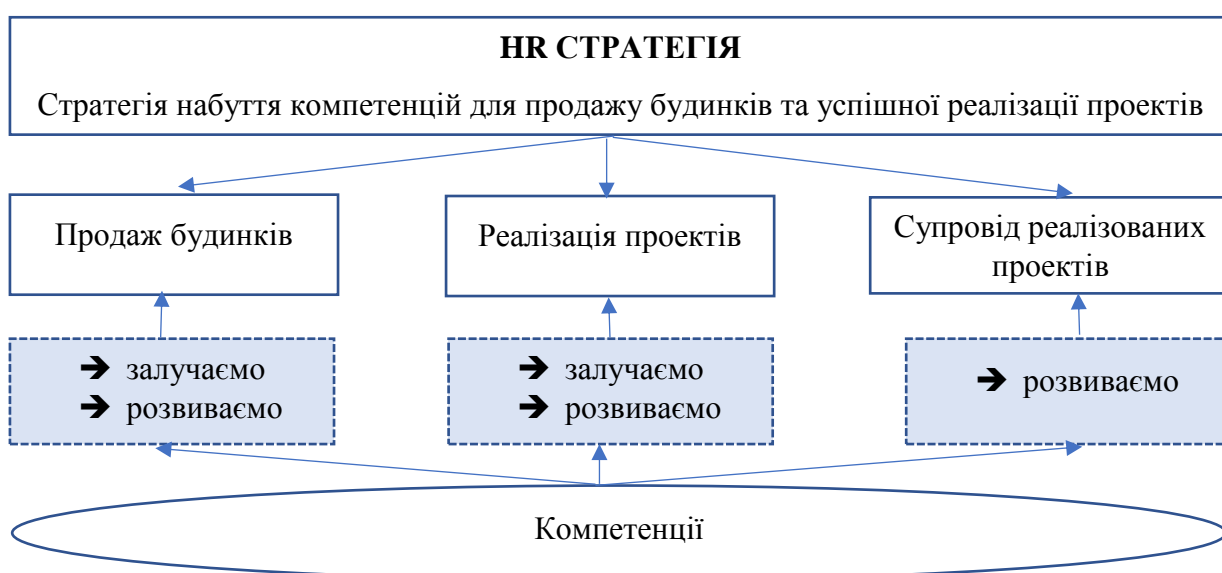 HR СТРАТЕГІЯ
Стратегія набуття компетенцій для продажу будинків та успішної реалізації проектів
Продаж будинків
Реалізація проектів
Супровід реалізованих
проектів
➔ залучаємо
➔ розвиваємо
➔ залучаємо
➔ розвиваємо
➔ розвиваємо
Компетенції